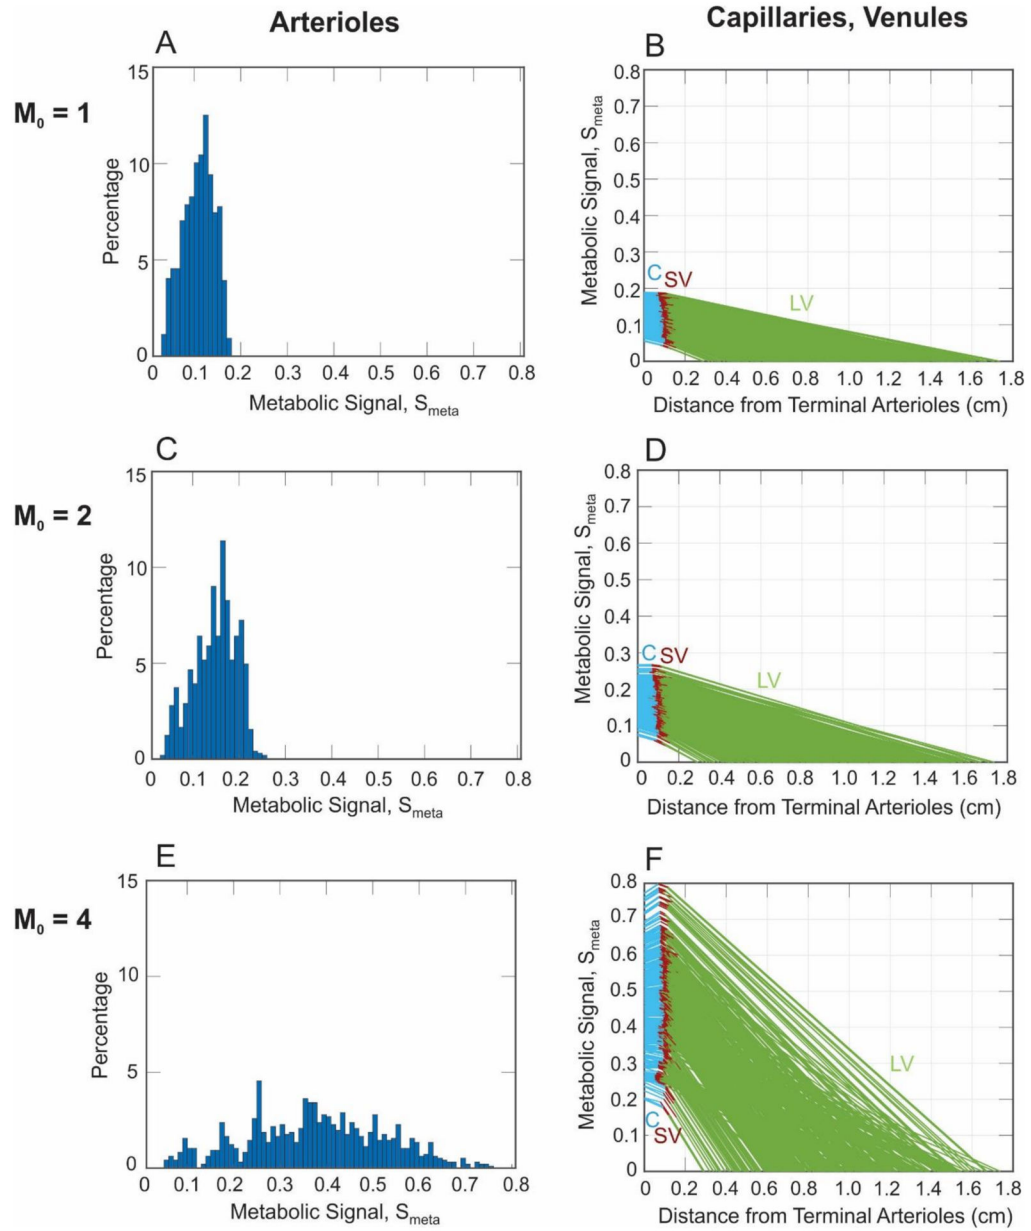 Arterioles
Capillaries, Venules
M₀ = 1
A
15
10
5
0
Percentage
0 0.1 0.2 0.3 0.4 0.5 0.6 0.7 0.8
Metabolic Signal, Sₘₑₜₐ
B
0.8
0.7
0.6
0.5
0.4
0.3
0.2
0.1
0
Metabolic Signal, Sₘₑₜₐ
C SV
LV
0 0.2 0.4 0.6 0.8 1.0 1.2 1.4 1.6 1.8
Distance from Terminal Arterioles (cm)
M₀ = 2
C
15
10
5
0
Percentage
0 0.1 0.2 0.3 0.4 0.5 0.6 0.7 0.8
Metabolic Signal, Sₘₑₜₐ
D
0.8
0.7
0.6
0.5
0.4
0.3
0.2
0.1
0
Metabolic Signal, Sₘₑₜₐ
C SV
LV
0.2 0.4 0.6 0.8 1.0 1.2 1.4 1.6 1.8
Distance from Terminal Arterioles (cm)
M₀ = 4
E
15
10
5
0
Percentage
0 0.1 0.2 0.3 0.4 0.5 0.6 0.7 0.8
Metabolic Signal, Sₘₑₜₐ
F
0.8
0.7
0.6
0.5
0.4
0.3
0.2
0.1
0
Metabolic Signal, Sₘₑₜₐ
LV
C
SV
0 0.2 0.4 0.6 0.8 1.0 1.2 1.4 1.6 1.8
Distance from Terminal Arterioles (cm)